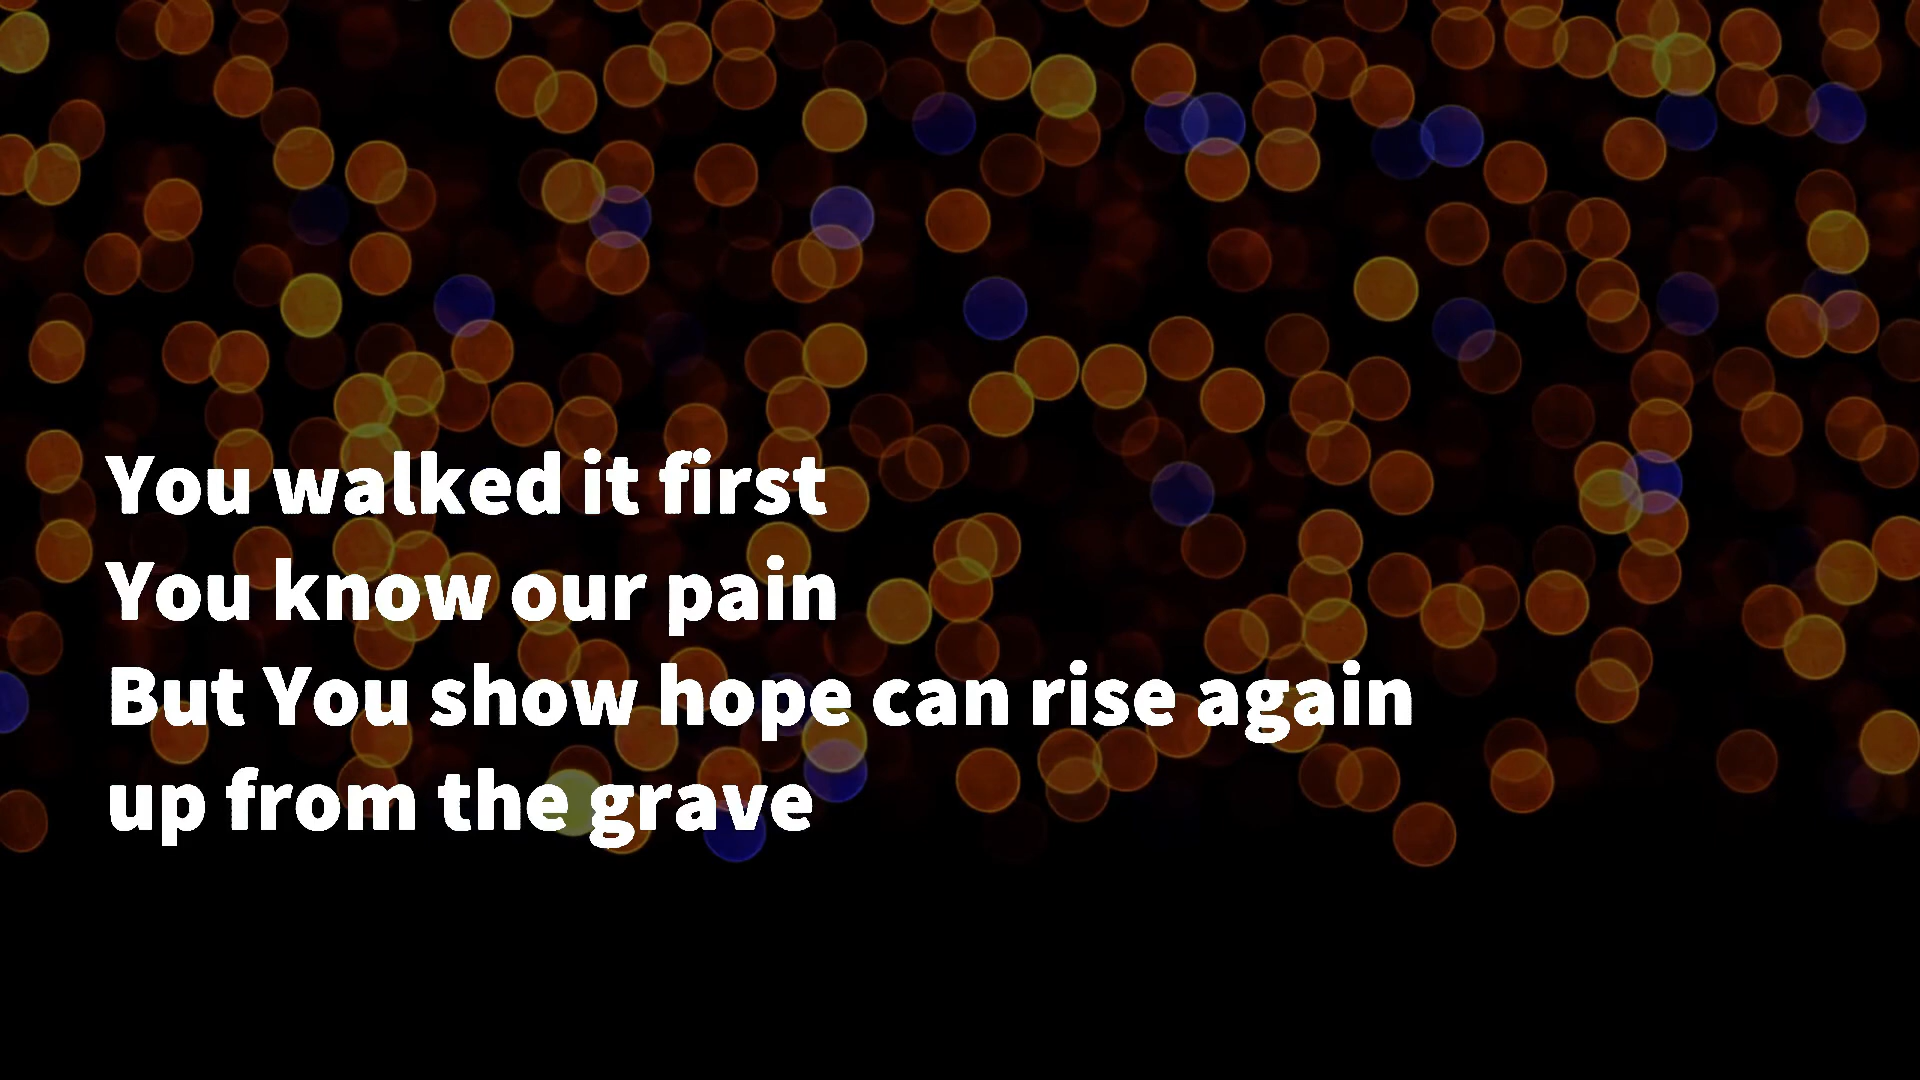 You walked it first
You know our pain
But You show hope can rise again
up from the grave